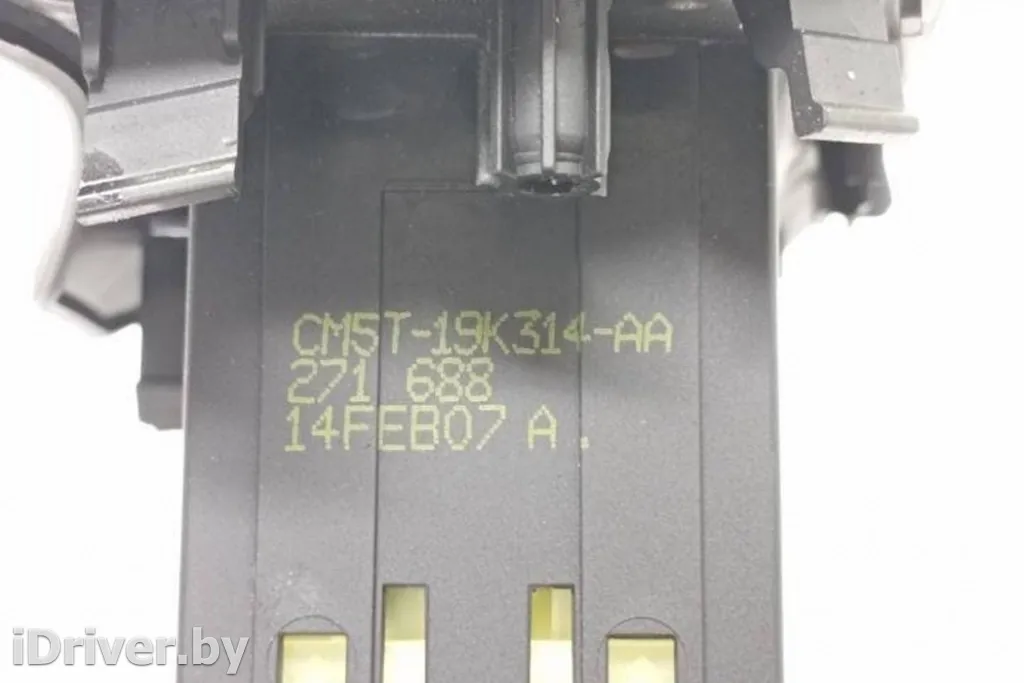 CM5T-19K314-AA
271 688
14FEB07 A.
iDriver.by